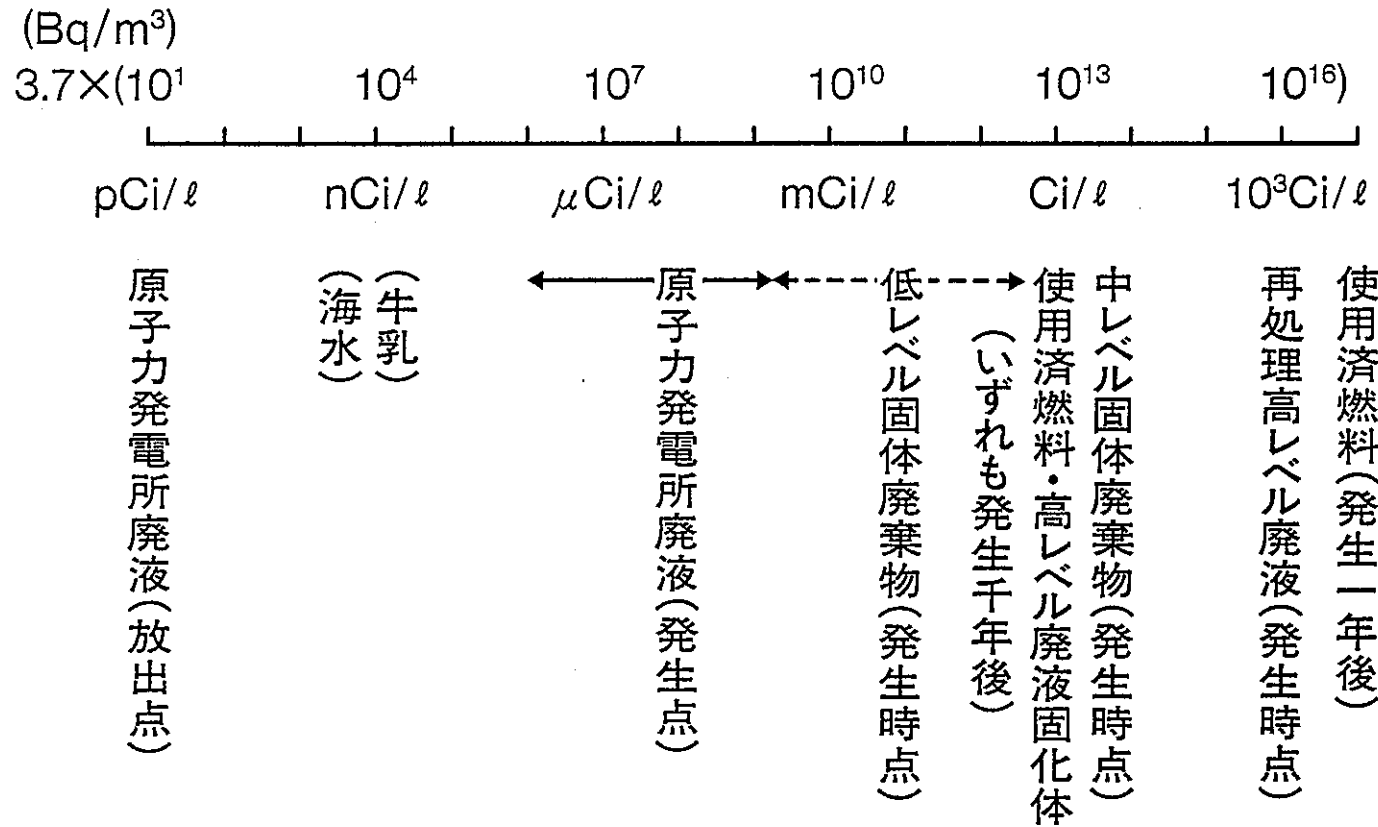 (Bq/m³)
3.7×(10¹ 10⁴ 10⁷ 10¹⁰ 10¹³ 10¹⁶)
pCi/ℓ nCi/ℓ μCi/ℓ mCi/ℓ Ci/ℓ 10³Ci/ℓ
原子力発電所廃液(放出点)
(海水)
(牛乳)
原子力発電所廃液(発生点)
低レベル固体廃棄物(発生時点)
(いずれも発生千年後)
使用済燃料・高レベル廃液固化体
中レベル固体廃棄物(発生時点)
再処理高レベル廃液(発生時点)
使用済燃料(発生一年後)